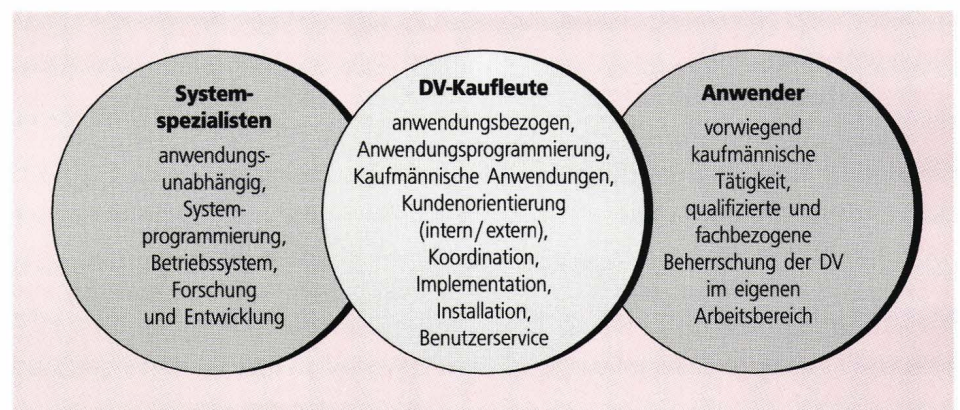 System-
spezialisten
anwendungs-
unabhängig,
System-
programmierung,
Betriebssystem,
Forschung
und Entwicklung
DV-Kaufleute
anwendungsbezogen,
Anwendungsprogrammierung,
Kaufmännische Anwendungen,
Kundenorientierung
(intern/extern),
Koordination,
Implementation,
Installation,
Benutzerservice
Anwender
vorwiegend
kaufmännische
Tätigkeit,
qualifizierte und
fachbezogene
Beherrschung der DV
im eigenen
Arbeitsbereich